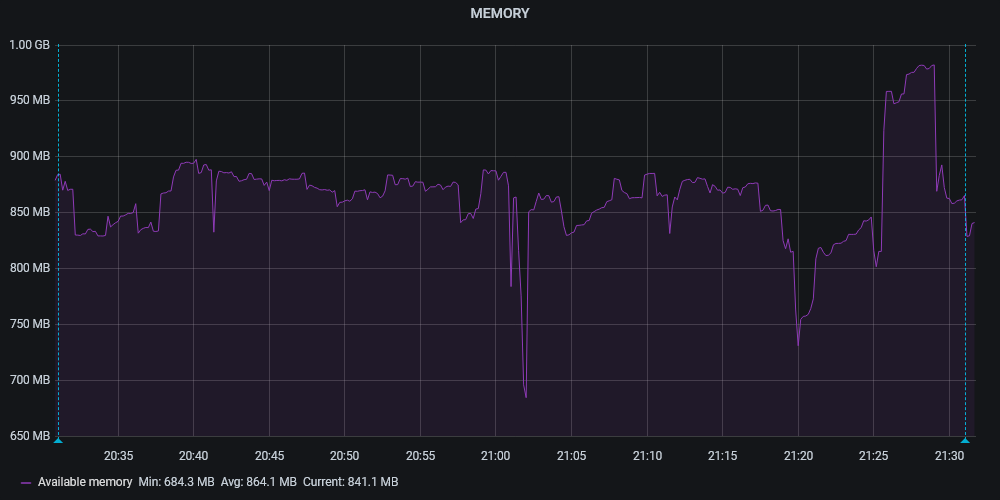 MEMORY
1.00 GB
950 MB
900 MB
850 MB
800 MB
750 MB
700 MB
650 MB
20:35 20:40 20:45 20:50 20:55 21:00 21:05 21:10 21:15 21:20 21:25 21:30
Available memory Min: 684.3 MB Avg: 864.1 MB Current: 841.1 MB